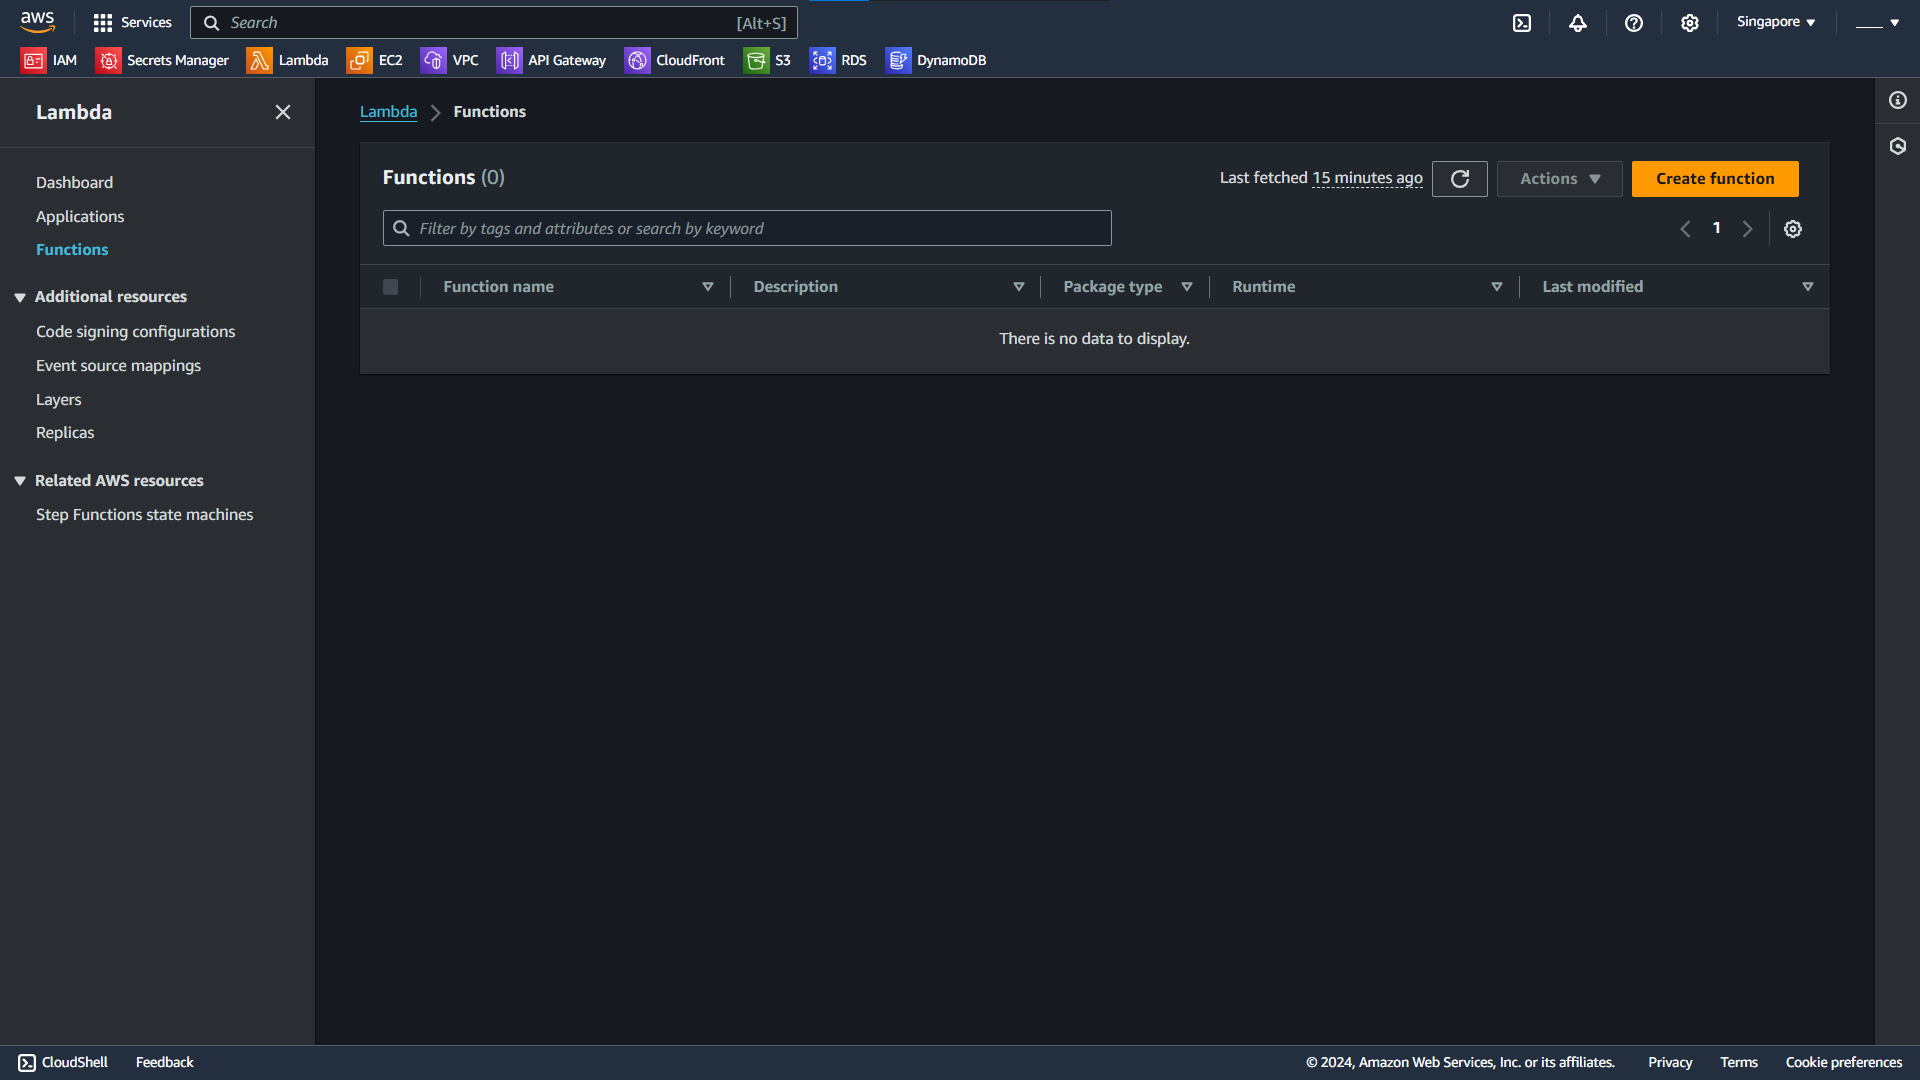 aws Services Search [Alt+S] Singapore
IAM Secrets Manager Lambda EC2 VPC API Gateway CloudFront S3 RDS DynamoDB
Lambda
Dashboard
Applications
Functions
Additional resources
Code signing configurations
Event source mappings
Layers
Replicas
Related AWS resources
Step Functions state machines
Lambda Functions
Functions (0) Last fetched 15 minutes ago Actions Create function
Filter by tags and attributes or search by keyword 1
Function name Description Package type Runtime Last modified
There is no data to display.
CloudShell Feedback © 2024, Amazon Web Services, Inc. or its affiliates. Privacy Terms Cookie preferences